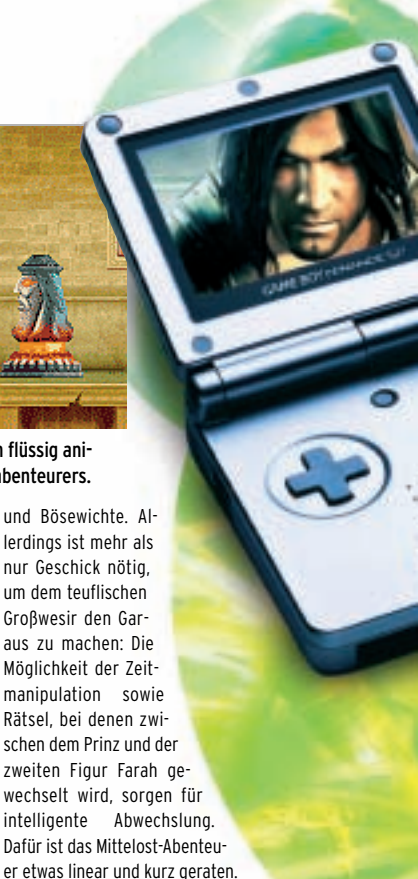 GAME BOY ADVANCE SP
n flüssig ani-
benteurers.
und Bösewichte. Al-
lerdings ist mehr als
nur Geschick nötig,
um dem teuflischen
Großwesir den Gar-
aus zu machen: Die
Möglichkeit der Zeit-
manipulation sowie
Rätsel, bei denen zwi-
schen dem Prinz und der
zweiten Figur Farah ge-
wechselt wird, sorgen für
intelligente Abwechslung.
Dafür ist das Mittelost-Abenteu-
er etwas linear und kurz geraten.